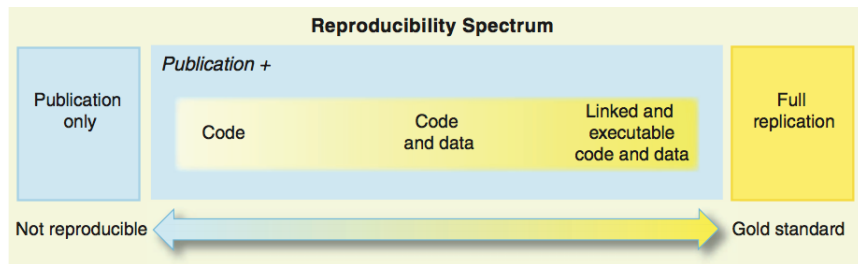 Reproducibility Spectrum
Publication
only
Publication +
Code
Code
and data
Linked and
executable
code and data
Full
replication
Not reproducible
Gold standard